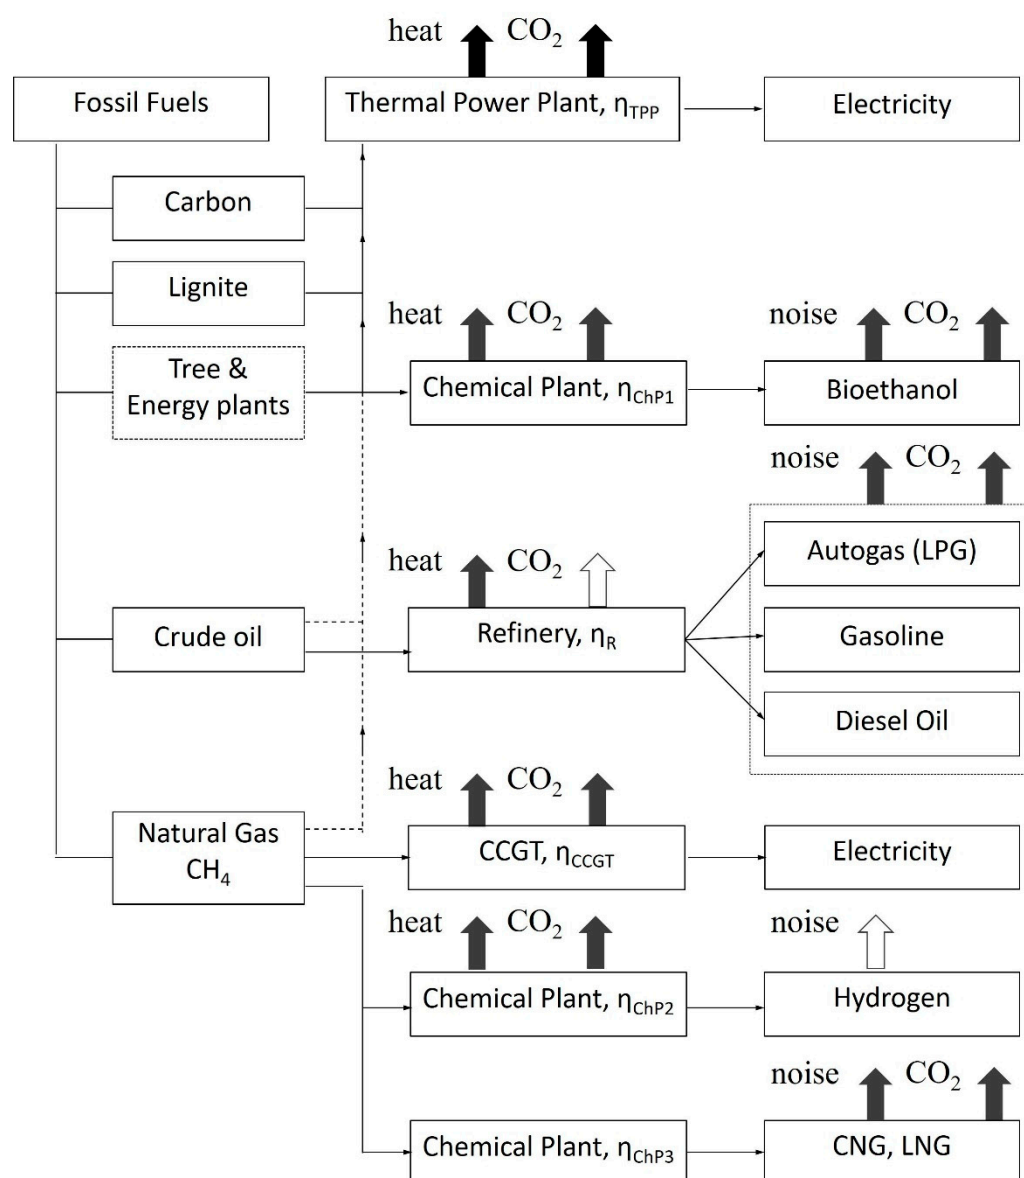 heat CO₂
Fossil Fuels
Thermal Power Plant, ηTPP
Electricity
Carbon
Lignite
heat CO₂
noise CO₂
Tree &
Energy plants
Chemical Plant, ηChP1
Bioethanol
noise CO₂
Autogas (LPG)
heat CO₂
Crude oil
Refinery, ηR
Gasoline
Diesel Oil
heat CO₂
Natural Gas
CH₄
CCGT, ηCCGT
Electricity
heat CO₂
noise
Chemical Plant, ηChP2
Hydrogen
noise CO₂
Chemical Plant, ηChP3
CNG, LNG